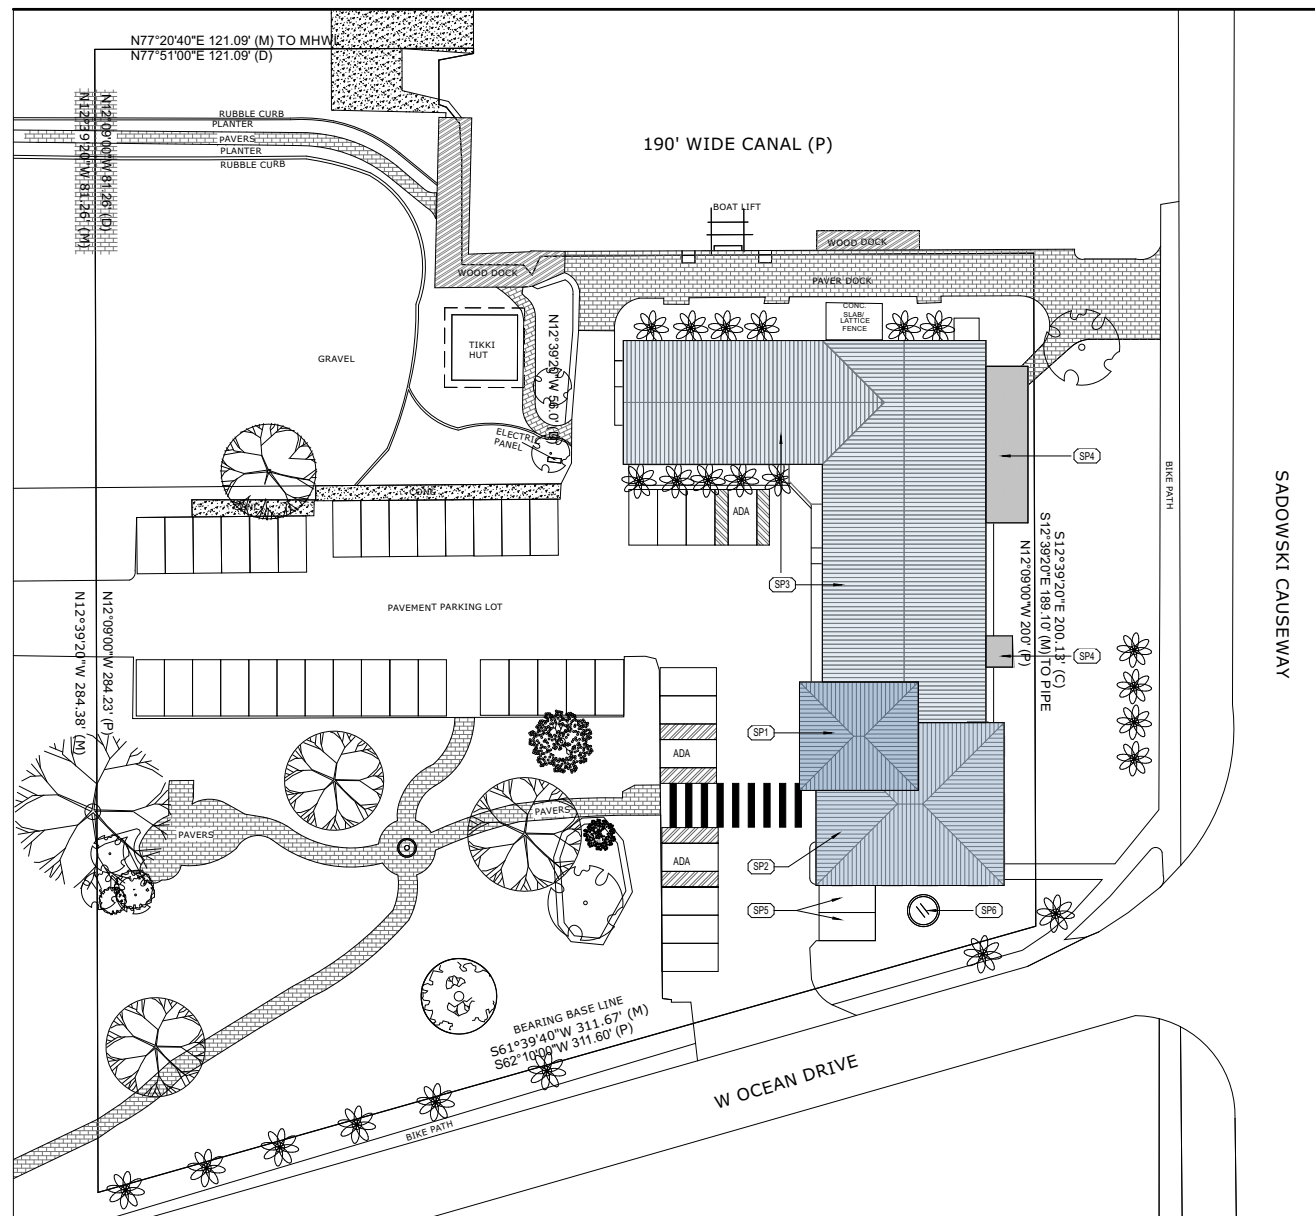 N77°20'40"E 121.09' (M) TO MHWL
N77°51'00"E 121.09' (D)
N12°09'00"W 81.26' (D)
N12°39'20"W 81.26' (M)
RUBBLE CURB
PLANTER
PAVERS
PLANTER
RUBBLE CURB
190' WIDE CANAL (P)
BOAT LIFT
WOOD DOCK
WOOD DOCK
PAVER DOCK
CONC.
SLAB/
LATTICE
FENCE
TIKKI
HUT
GRAVEL
N12°39'20"W 56.0'
ELECTRIC
PANEL
CONC
ADA
SP4
BIKE PATH
SADOWSKI CAUSEWAY
S12°39'20"E 200.13' (C)
S12°39'20"E 189.10' (M) TO PIPE
N12°09'00"W 200' (P)
SP3
PAVEMENT PARKING LOT
N12°09'00"W 284.23' (P)
N12°39'20"W 284.38' (M)
SP4
SP1
ADA
PAVERS
PAVERS
ADA
SP2
SP5
SP6
BEARING BASE LINE
S61°39'40"W 311.67' (M)
S62°10'00"W 311.60' (P)
W OCEAN DRIVE
BIKE PATH